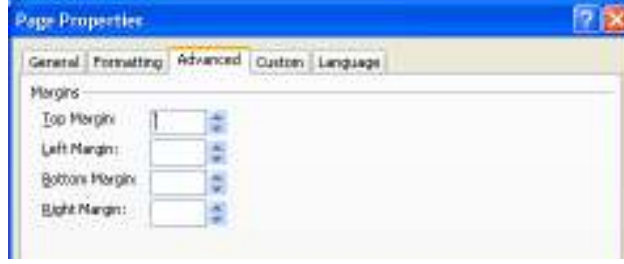 Page Properties
General Formatting Advanced Custom Language
Margins
Top Margin:
Left Margin:
Bottom Margin:
Right Margin: